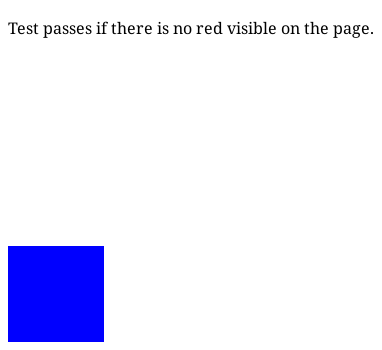 Test passes if there is no red visible on the page.